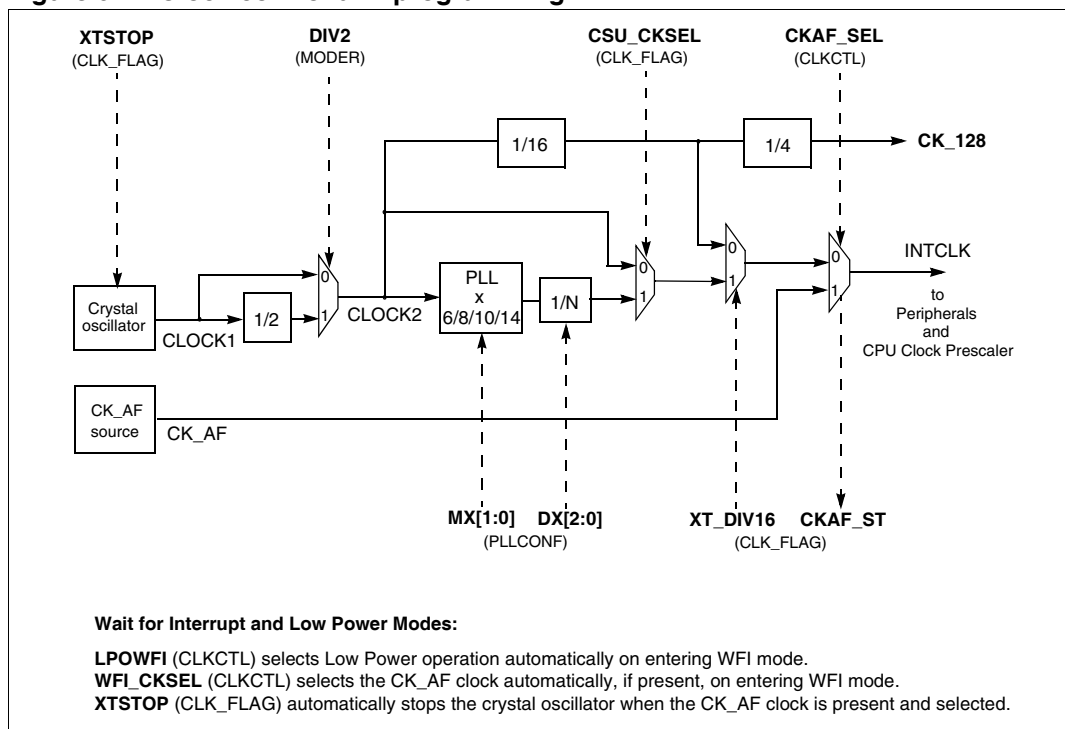 XTSTOP
(CLK_FLAG)
DIV2
(MODER)
CSU_CKSEL
(CLK_FLAG)
CKAF_SEL
(CLKCTL)
1/16
1/4
CK_128
Crystal
oscillator
CLOCK1
1/2
0
1
CLOCK2
PLL
x
6/8/10/14
1/N
0
1
0
1
0
1
INTCLK
to
Peripherals
and
CPU Clock Prescaler
CK_AF
source
CK_AF
MX[1:0]
DX[2:0]
(PLLCONF)
XT_DIV16
(CLK_FLAG)
CKAF_ST
Wait for Interrupt and Low Power Modes:
LPOWFI (CLKCTL) selects Low Power operation automatically on entering WFI mode.
WFI_CKSEL (CLKCTL) selects the CK_AF clock automatically, if present, on entering WFI mode.
XTSTOP (CLK_FLAG) automatically stops the crystal oscillator when the CK_AF clock is present and selected.